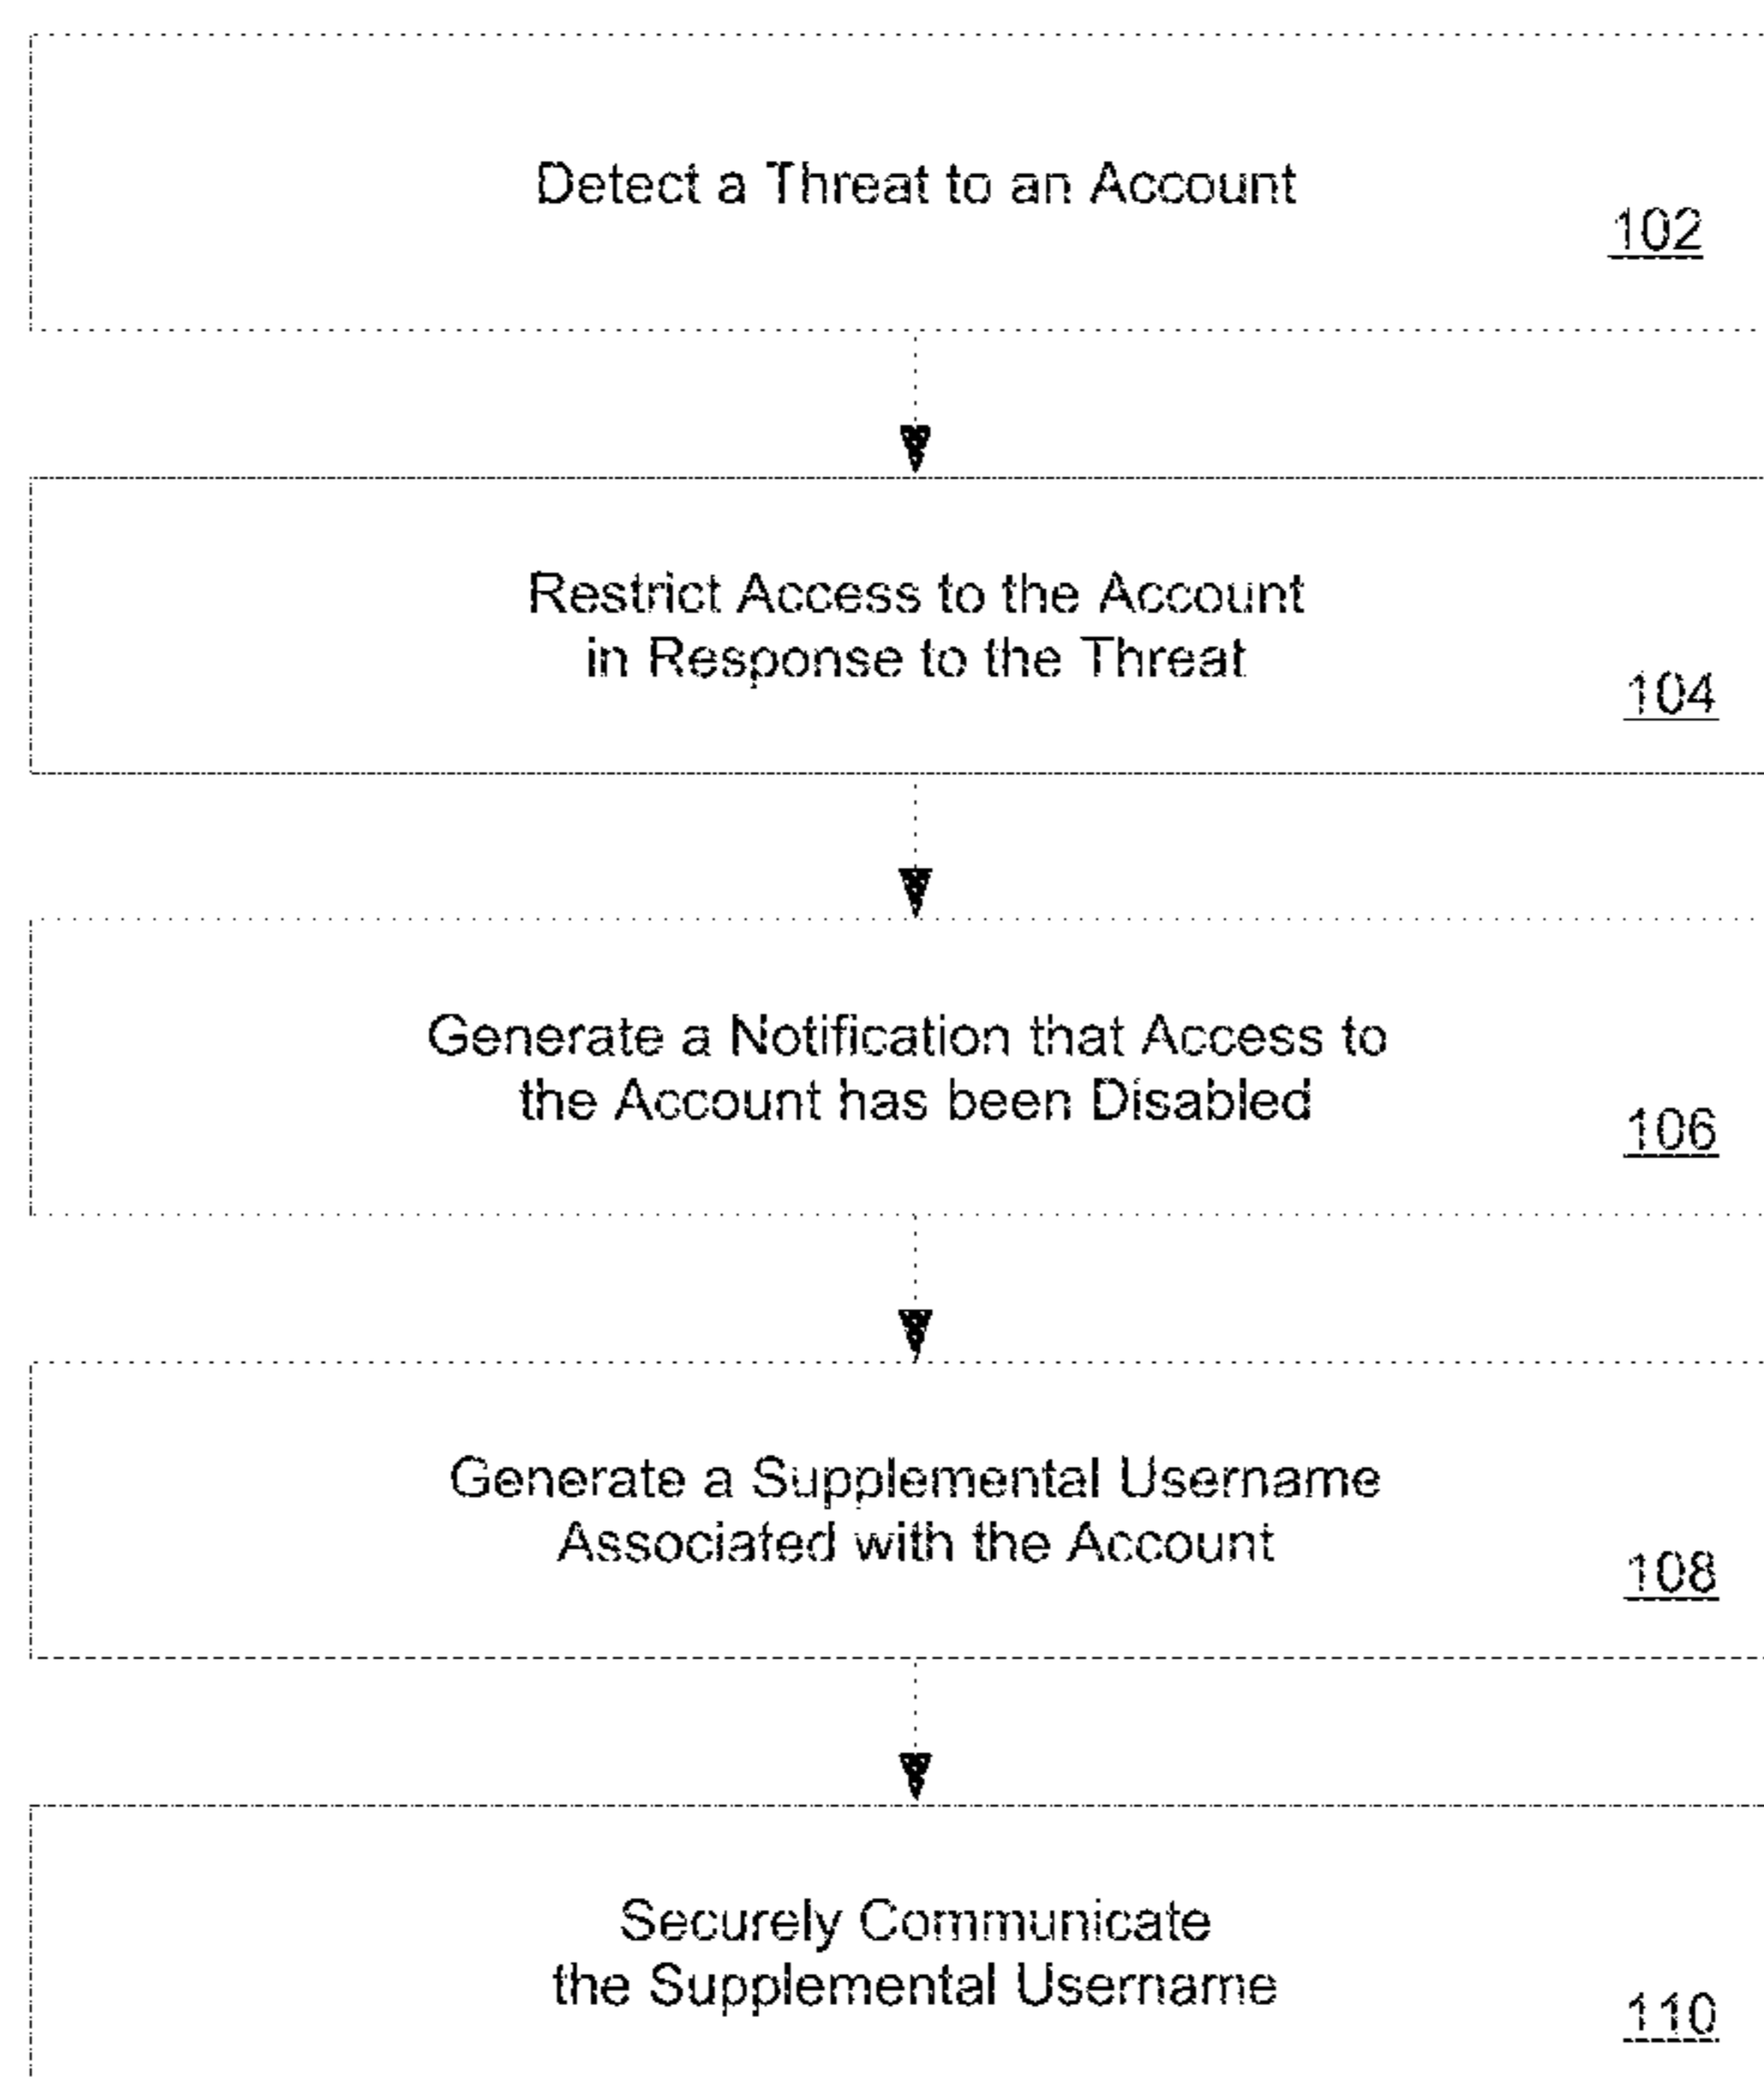 Detect a Threat to an Account
102
Restrict Access to the Account
in Response to the Threat
104
Generate a Notification that Access to
the Account has been Disabled
106
Generate a Supplemental Username
Associated with the Account
108
Securely Communicate
the Supplemental Username
110